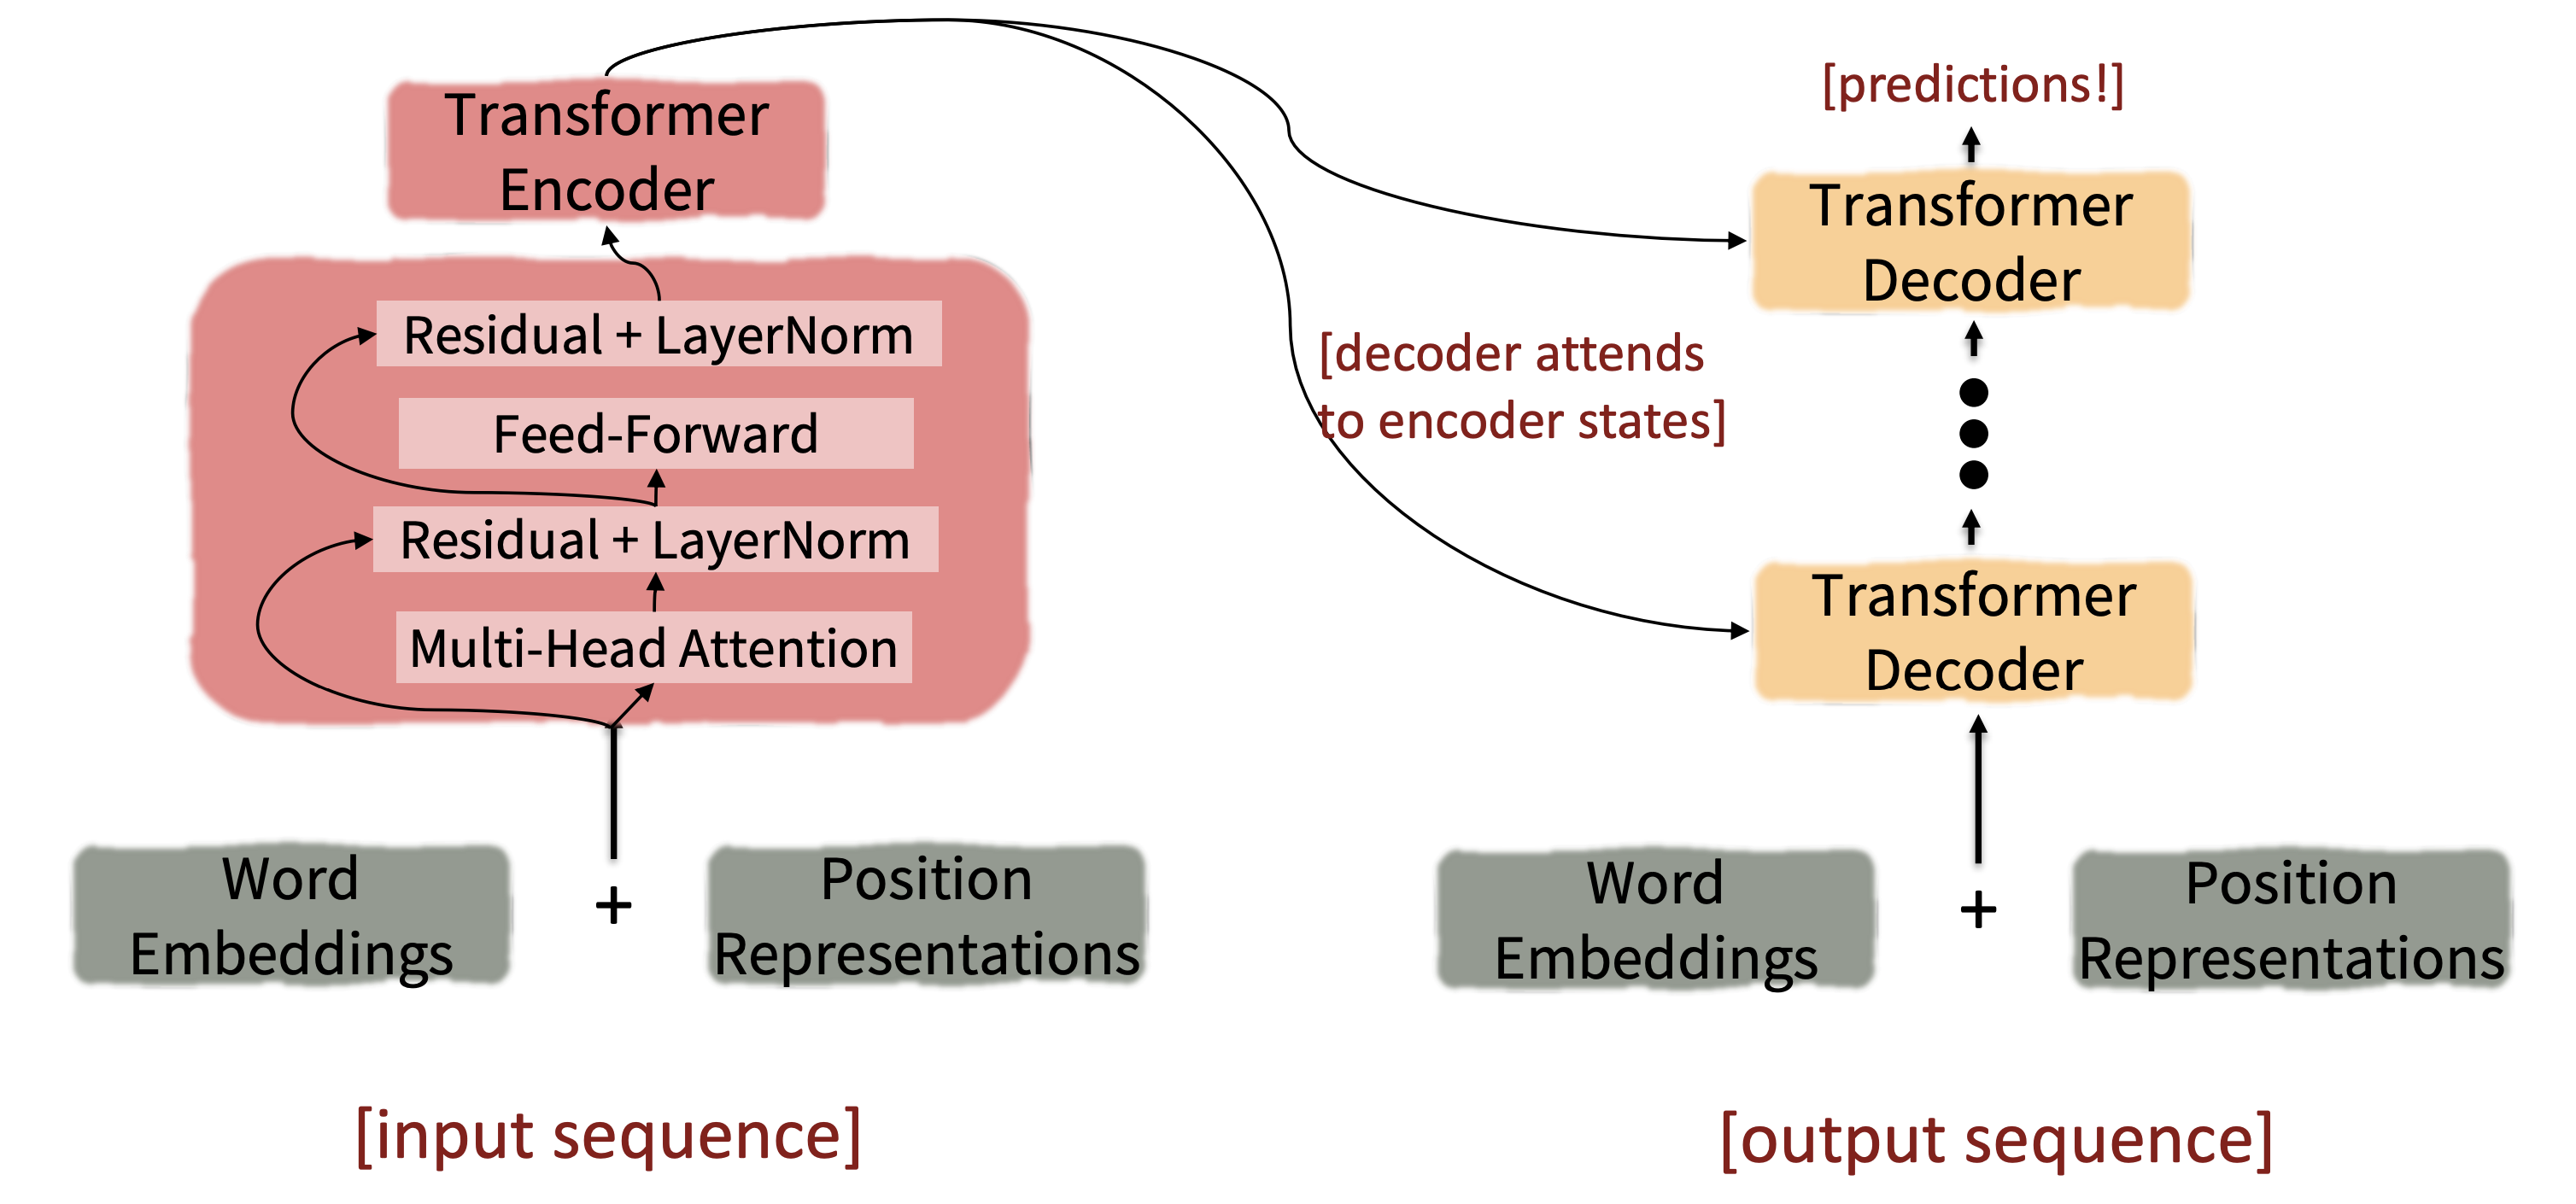 Transformer
Encoder
Residual + LayerNorm
Feed-Forward
Residual + LayerNorm
Multi-Head Attention
Word
Embeddings
+
Position
Representations
[input sequence]
[decoder attends
to encoder states]
[predictions!]
Transformer
Decoder
Transformer
Decoder
Word
Embeddings
+
Position
Representations
[output sequence]